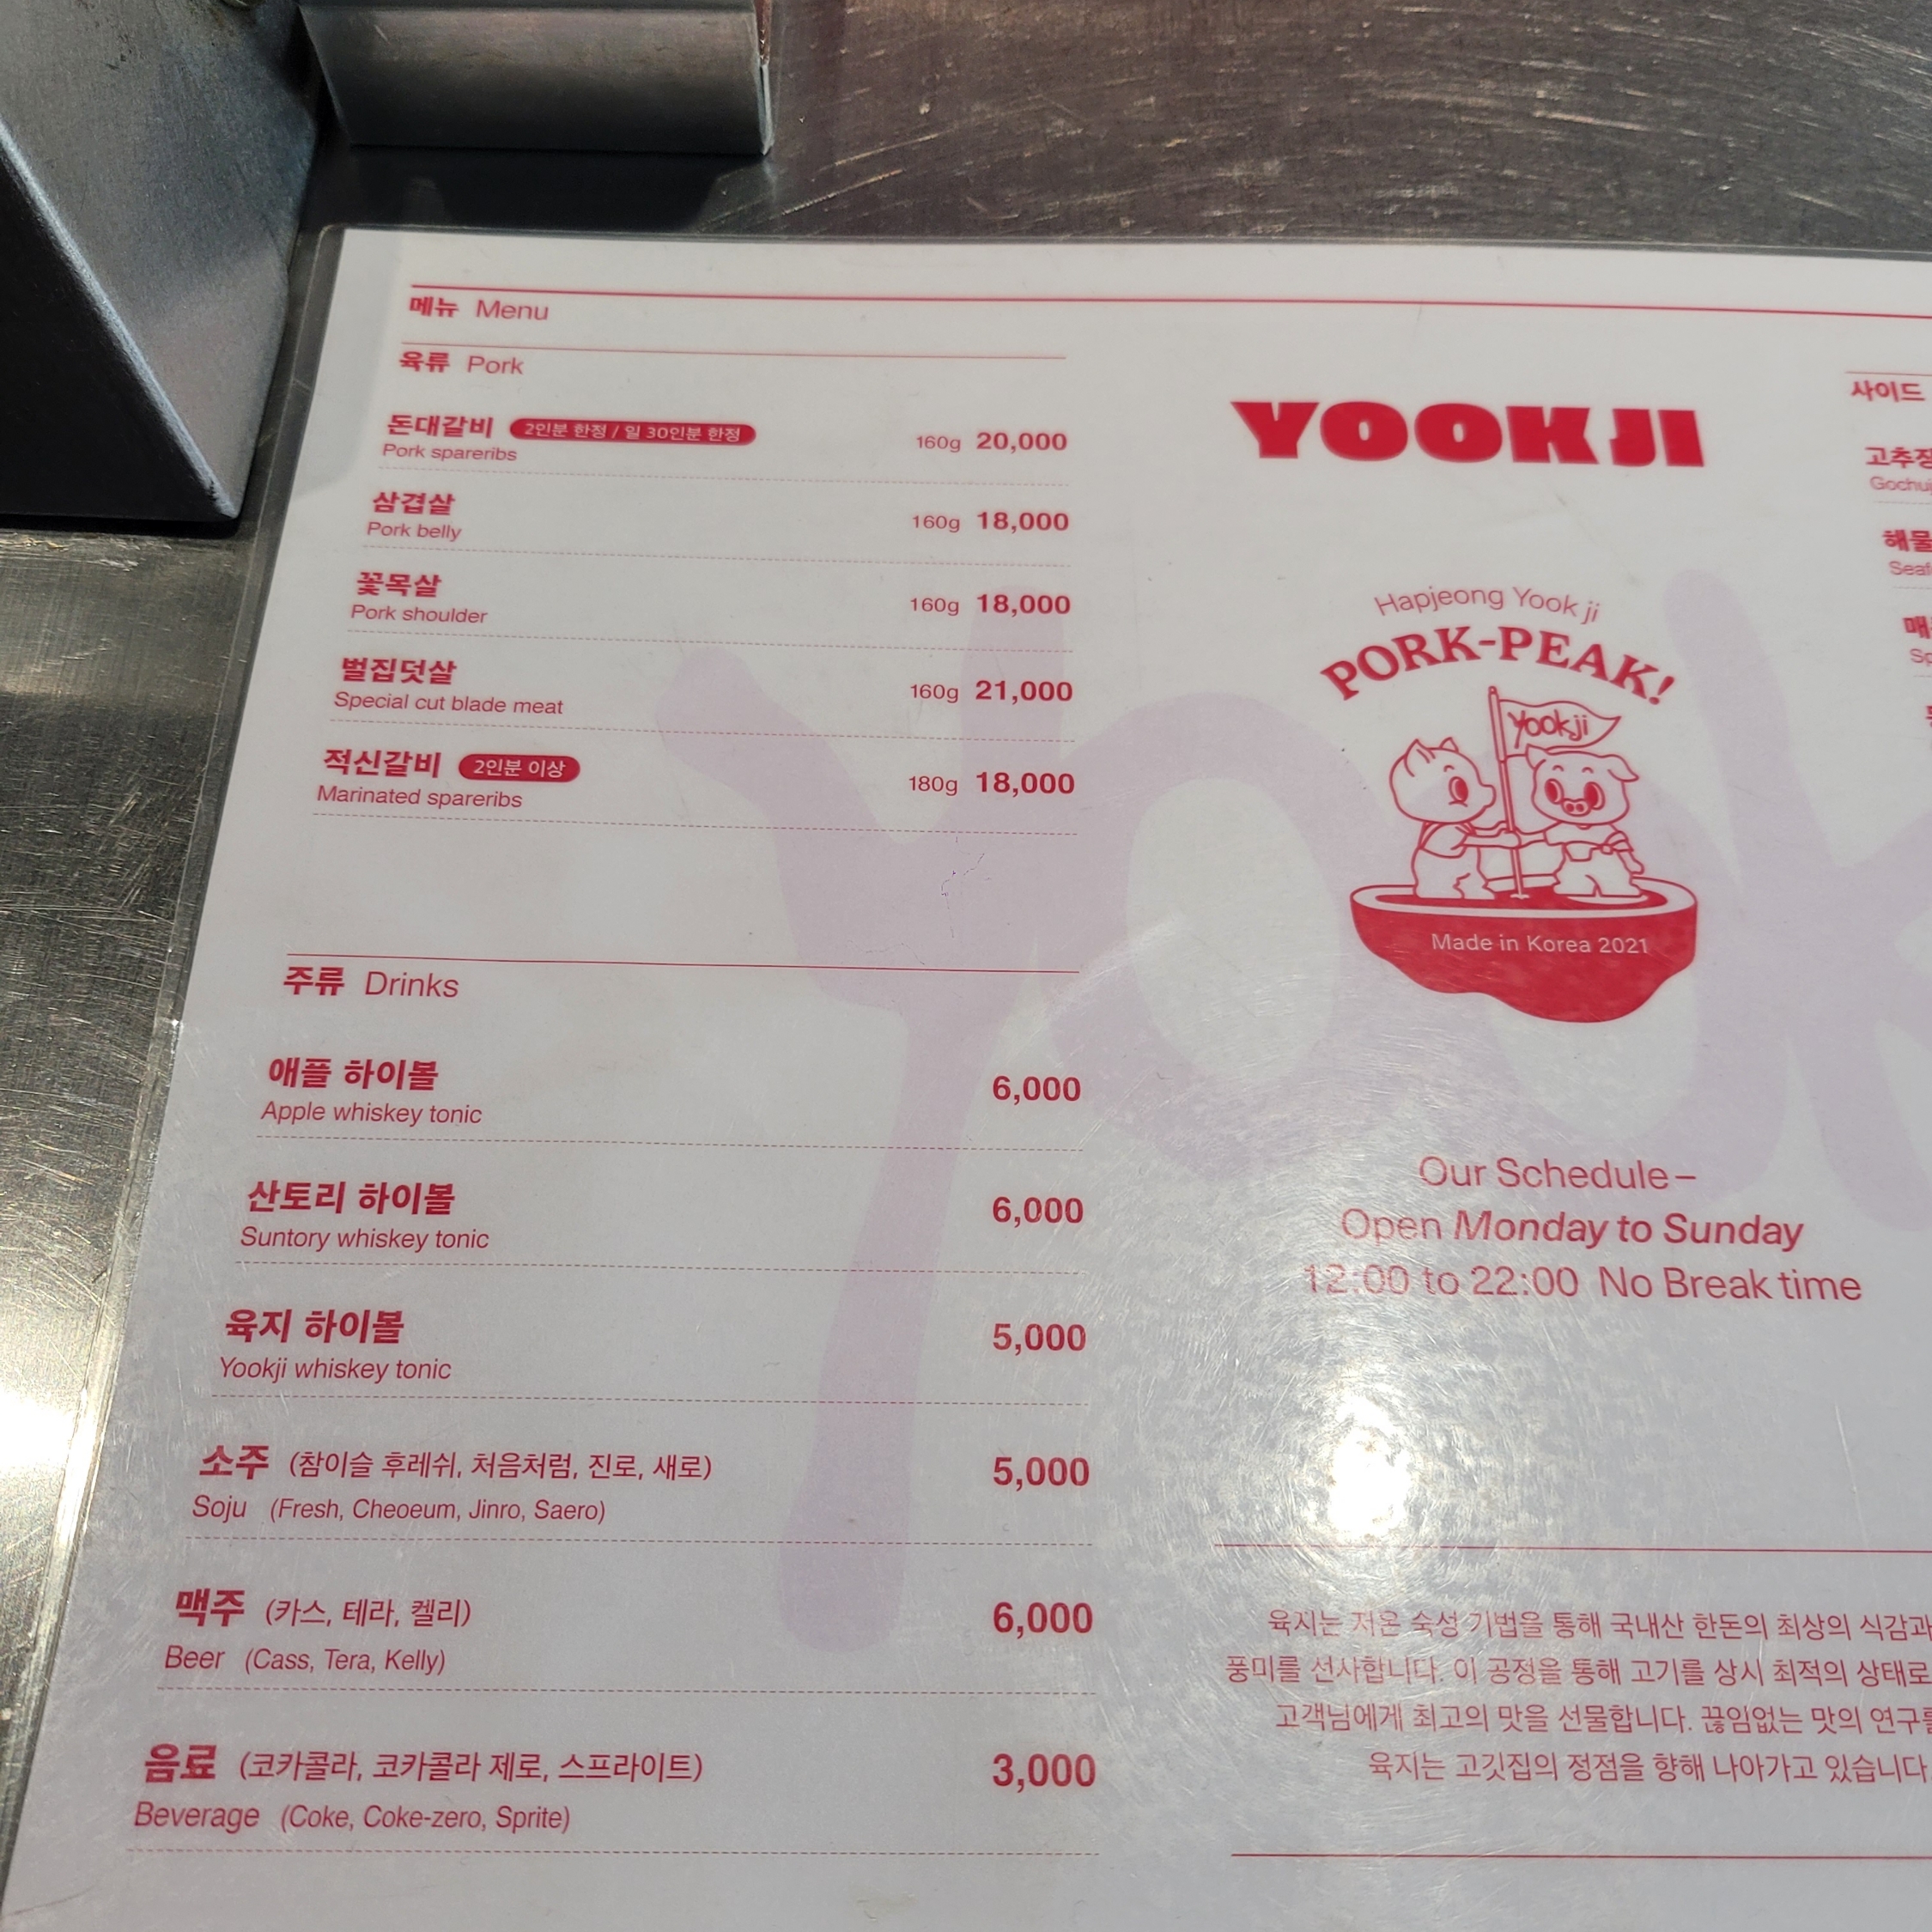 메뉴 Menu
육류 Pork
돈대갈비 2인분 한정 / 일 30인분 한정 160g 20,000
Pork spareribs
삼겹살 160g 18,000
Pork belly
꽃목살 160g 18,000
Pork shoulder
벌집덧살 160g 21,000
Special cut blade meat
적신갈비 2인분 이상 180g 18,000
Marinated spareribs
주류 Drinks
애플 하이볼 6,000
Apple whiskey tonic
산토리 하이볼 6,000
Suntory whiskey tonic
육지 하이볼 5,000
Yookji whiskey tonic
소주 (참이슬 후레쉬, 처음처럼, 진로, 새로) 5,000
Soju (Fresh, Cheoeum, Jinro, Saero)
맥주 (카스, 테라, 켈리) 6,000
Beer (Cass, Tera, Kelly)
음료 (코카콜라, 코카콜라 제로, 스프라이트) 3,000
Beverage (Coke, Coke-zero, Sprite)
YOOKJI
Hapjeong Yook ji
PORK-PEAK!
Yookji
Made in Korea 2021
Our Schedule–
Open Monday to Sunday
12:00 to 22:00 No Break time
육지는 저온 숙성 기법을 통해 국내산 한돈의 최상의 식감과
풍미를 선사합니다. 이 공정을 통해 고기를 상시 최적의 상태로
고객님에게 최고의 맛을 선물합니다. 끊임없는 맛의 연구를
육지는 고깃집의 정점을 향해 나아가고 있습니다
사이드